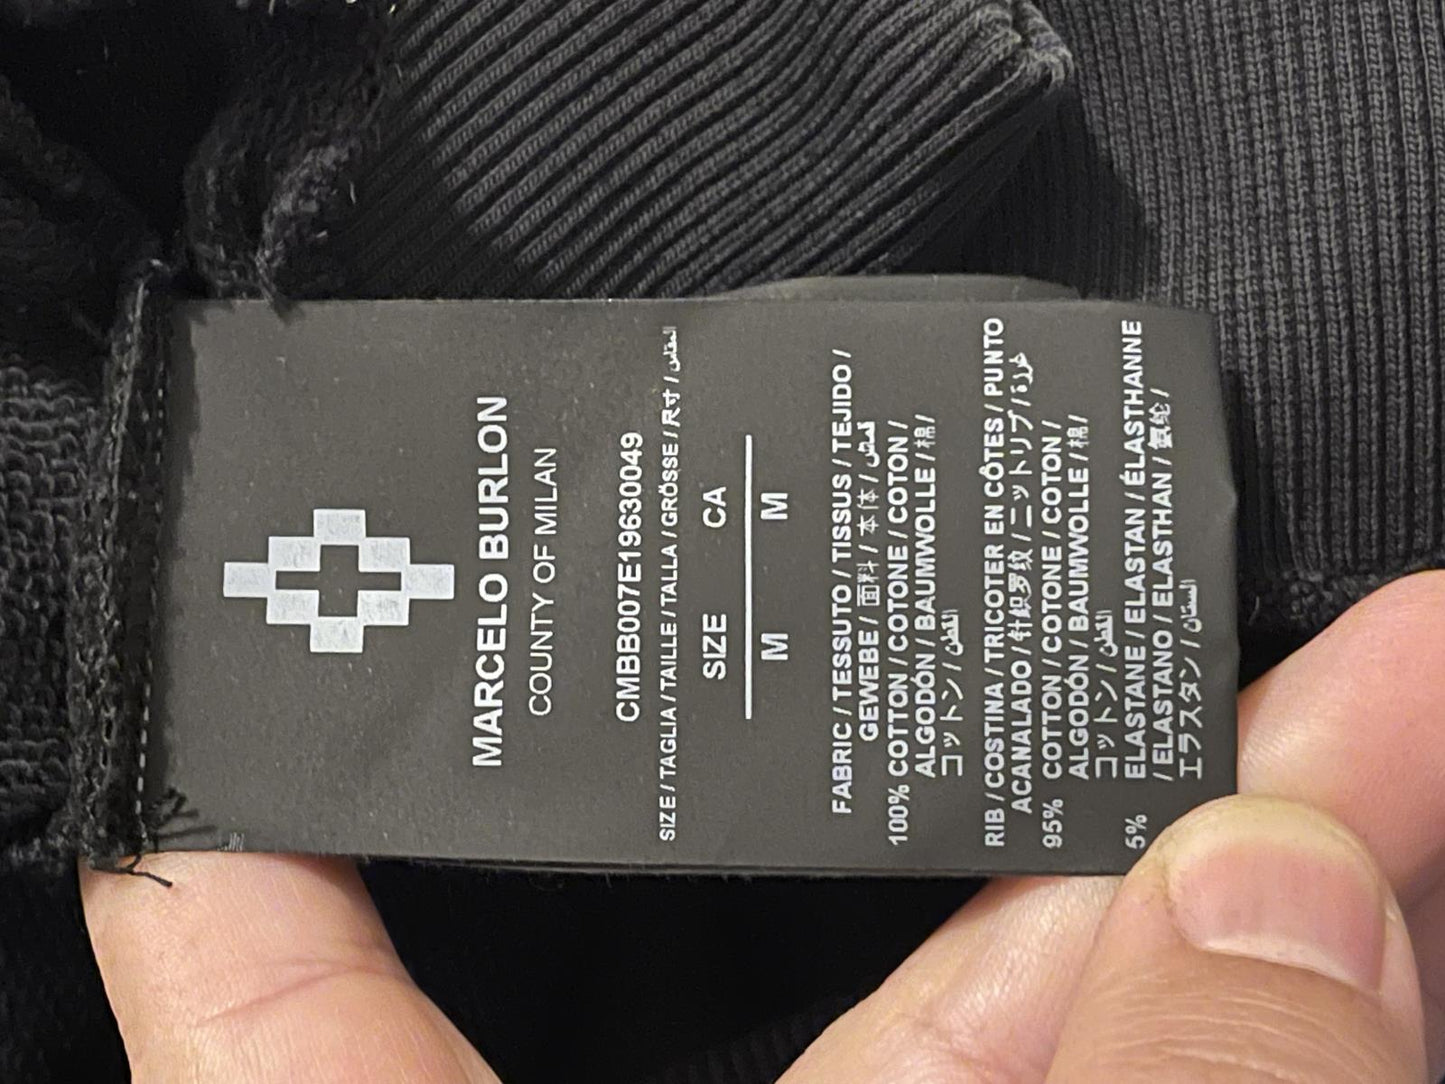 MARCELO BURLON
COUNTY OF MILAN
CMBB007E19630049
SIZE / TAGLIA / TAILLE / TALLA / GRÖSSE / 尺寸 / المقاس
SIZE CA
M M
FABRIC / TESSUTO / TISSUS / TEJIDO /
GEWEBE / 面料 / 本体 / قماش
100% COTTON / COTONE / COTON /
ALGODÓN / BAUMWOLLE / 棉 /
コットン / القطن
RIB / COSTINA / TRICOTER EN CÔTES / PUNTO
ACANALADO / 针织罗纹 / ニットリブ /
95% COTTON / COTONE / COTON /
ALGODÓN / BAUMWOLLE / 棉 /
コットン / القطن
5% ELASTANE / ELASTAN / ÉLASTHANNE
/ ELASTANO / ELASTHAN / 氨纶 /
エラスタン /